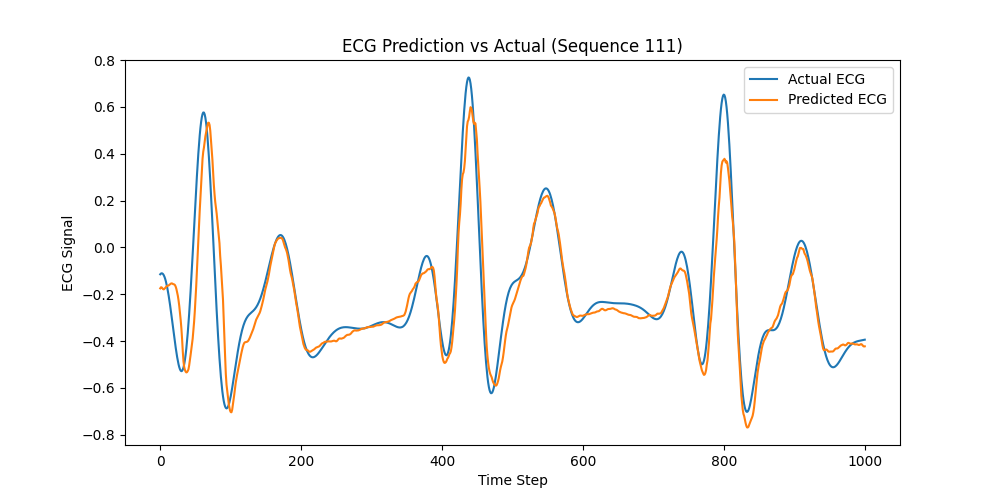 ECG Prediction vs Actual (Sequence 111)
Actual ECG
Predicted ECG
0.8
0.6
0.4
0.2
0.0
−0.2
−0.4
−0.6
−0.8
ECG Signal
0 200 400 600 800 1000
Time Step